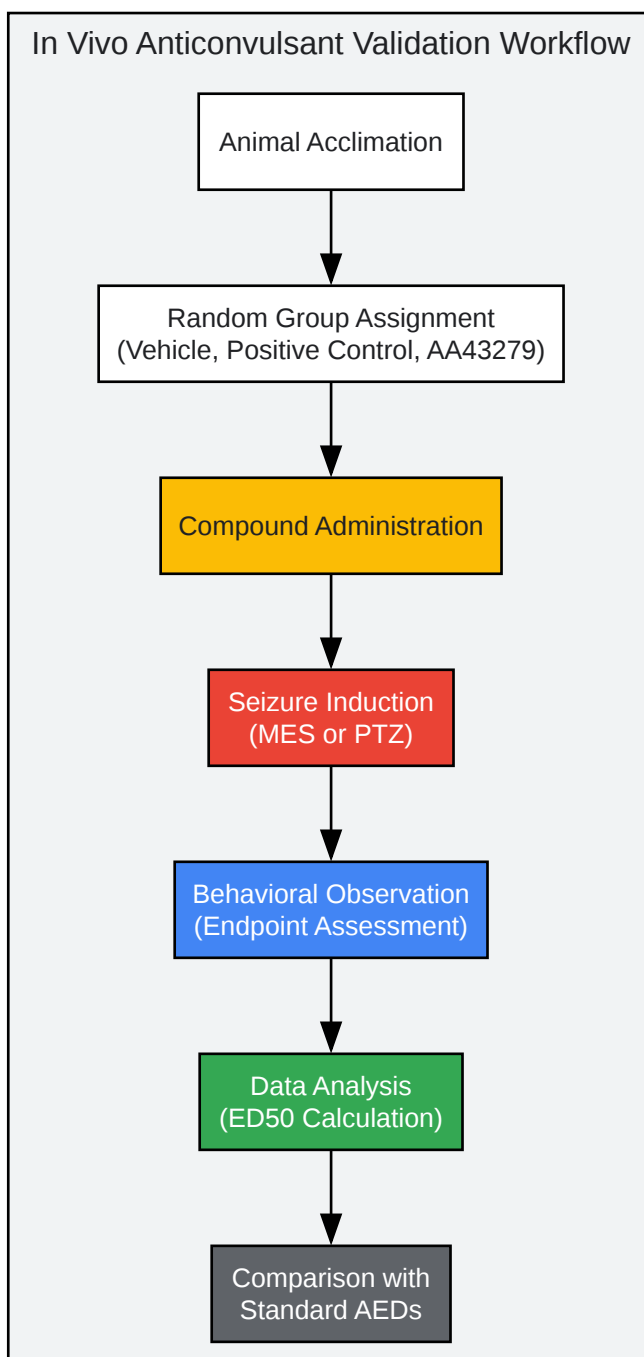 In Vivo Anticonvulsant Validation Workflow
Animal Acclimation
Random Group Assignment
(Vehicle, Positive Control, AA43279)
Compound Administration
Seizure Induction
(MES or PTZ)
Behavioral Observation
(Endpoint Assessment)
Data Analysis
(ED50 Calculation)
Comparison with
Standard AEDs